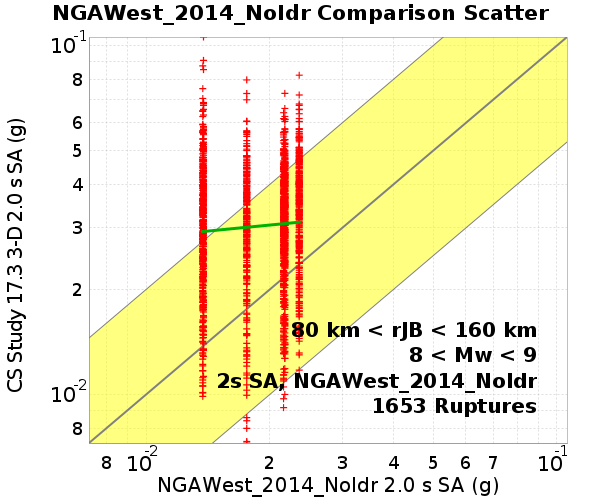 NGAWest_2014_NoIdr Comparison Scatter
CS Study 17.3 3-D 2.0 s SA (g)
10-1
8
6
5
4
3
2
10-2
8
80 km < rJB < 160 km
8 < Mw < 9
2s SA, NGAWest_2014_NoIdr
1653 Ruptures
8 10-2 2 3 4 5 6 8 10-1
NGAWest_2014_NoIdr 2.0 s SA (g)